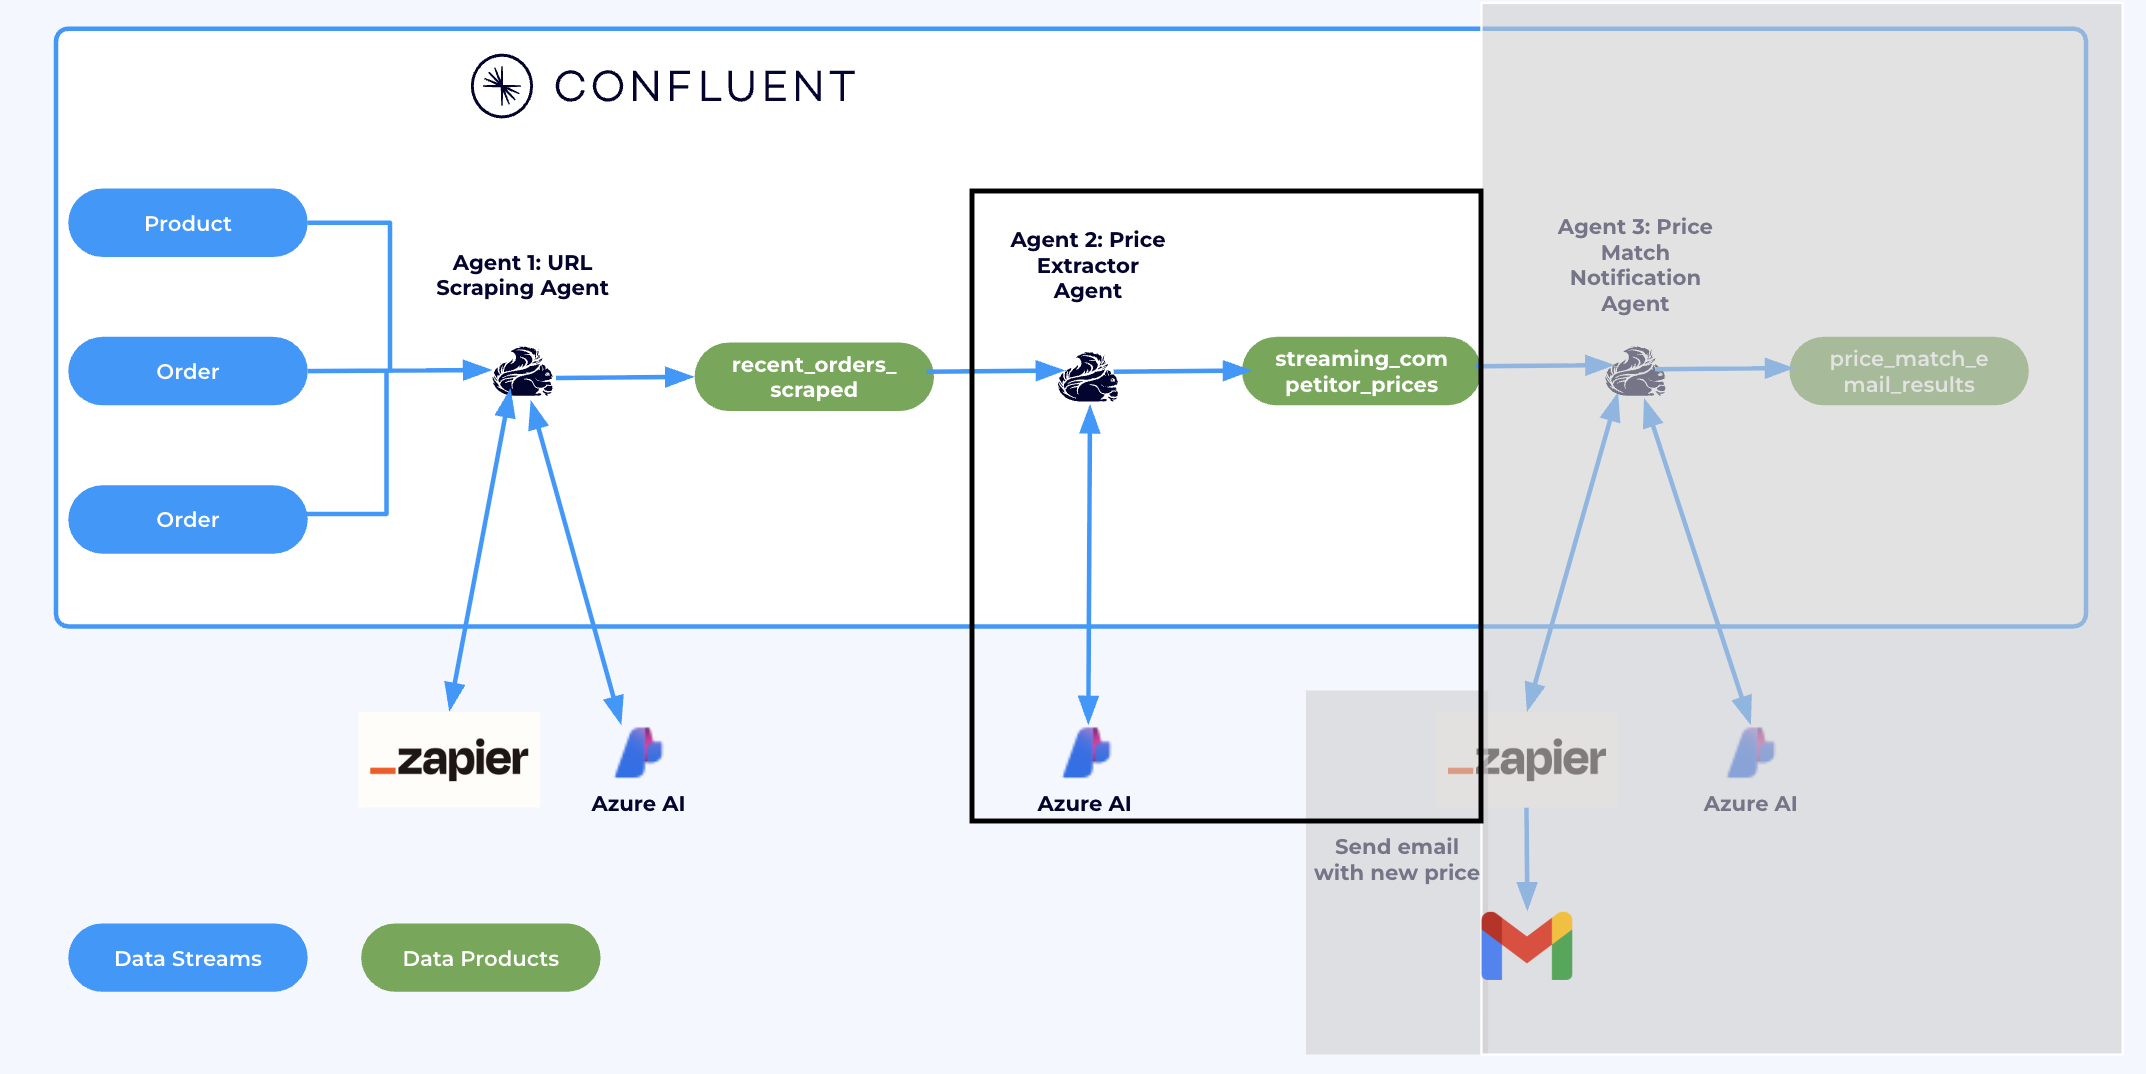 CONFLUENT
Product
Order
Order
Agent 1: URL
Scraping Agent
recent_orders_
scraped
Agent 2: Price
Extractor
Agent
streaming_com
petitor_prices
Agent 3: Price
Match
Notification
Agent
price_match_e
mail_results
_zapier
Azure AI
Azure AI
_zapier
Azure AI
Send email
with new price
Data Streams
Data Products